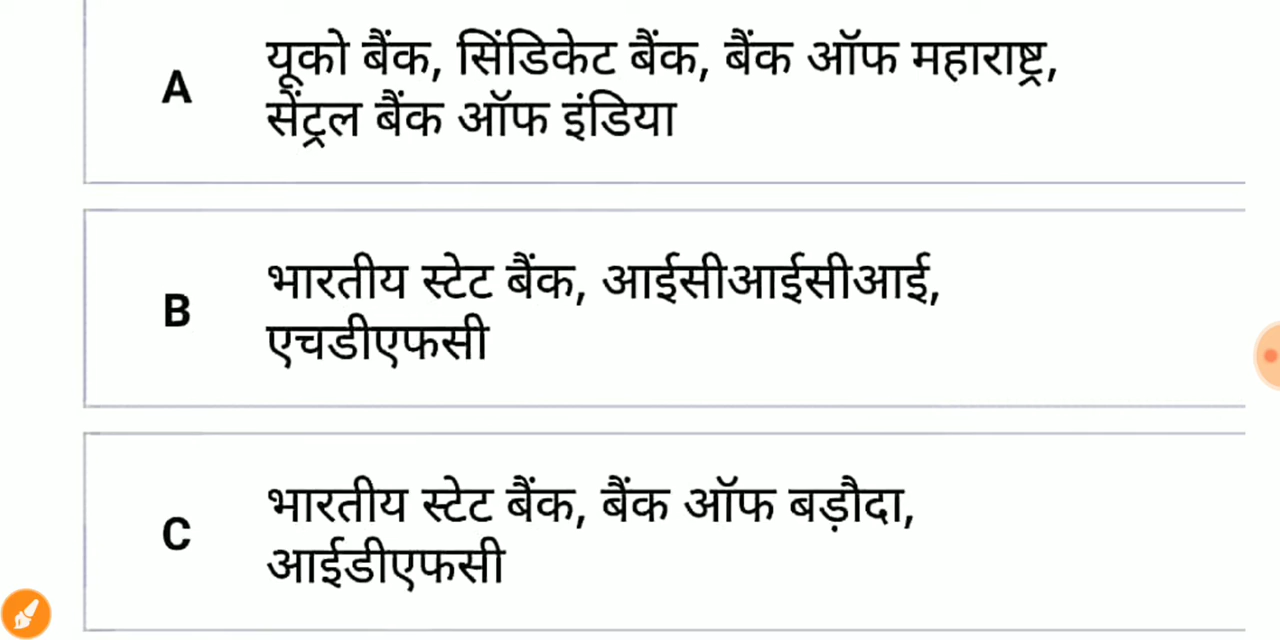 A
यूको बैंक, सिंडिकेट बैंक, बैंक ऑफ महाराष्ट्र,
सेंट्रल बैंक ऑफ इंडिया
B
भारतीय स्टेट बैंक, आईसीआईसीआई,
एचडीएफसी
C
भारतीय स्टेट बैंक, बैंक ऑफ बड़ौदा,
आईडीएफसी